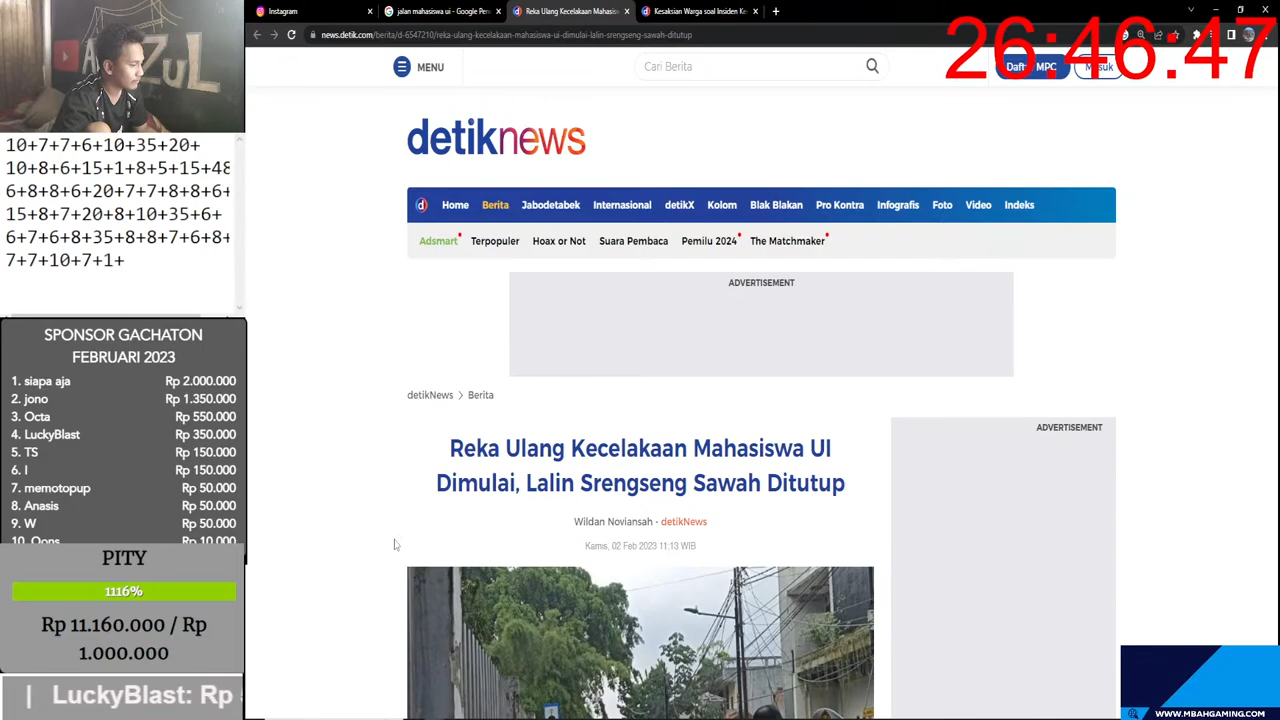 Instagram
jalan mahasiswa ui - Google Pen
Reka Ulang Kecelakaan Mahasis
Kesaksian Warga soal Insiden Ke
news.detik.com/berita/d-6547210/reka-ulang-kecelakaan-mahasiswa-ui-dimulai-lalin-srengseng-sawah-ditutup
26:46:47
MENU
Cari Berita
MPC
detiknews
Home Berita Jabodetabek Internasional detikX Kolom Blak Blakan Pro Kontra Infografis Foto Video Indeks
Adsmart Terpopuler Hoax or Not Suara Pembaca Pemilu 2024 The Matchmaker
ADVERTISEMENT
detikNews > Berita
ADVERTISEMENT
Reka Ulang Kecelakaan Mahasiswa UI
Dimulai, Lalin Srengseng Sawah Ditutup
Wildan Noviansah - detikNews
Kamis, 02 Feb 2023 11:13 WIB
10+7+7+6+10+35+20+
10+8+6+15+1+8+5+15+48
6+8+8+6+20+7+7+8+8+6+
15+8+7+20+8+10+35+6+
6+7+6+8+35+8+8+7+6+8+
7+7+10+7+1+
SPONSOR GACHATON
FEBRUARI 2023
1. siapa aja Rp 2.000.000
2. jono Rp 1.350.000
3. Octa Rp 550.000
4. LuckyBlast Rp 350.000
5. TS Rp 150.000
6. I Rp 150.000
7. memotopup Rp 50.000
8. Anasis Rp 50.000
9. W Rp 50.000
10. Oops Rp 10.000
PITY
1116%
Rp 11.160.000 / Rp
1.000.000
| LuckyBlast: Rp
WWW.MBAHGAMING.COM